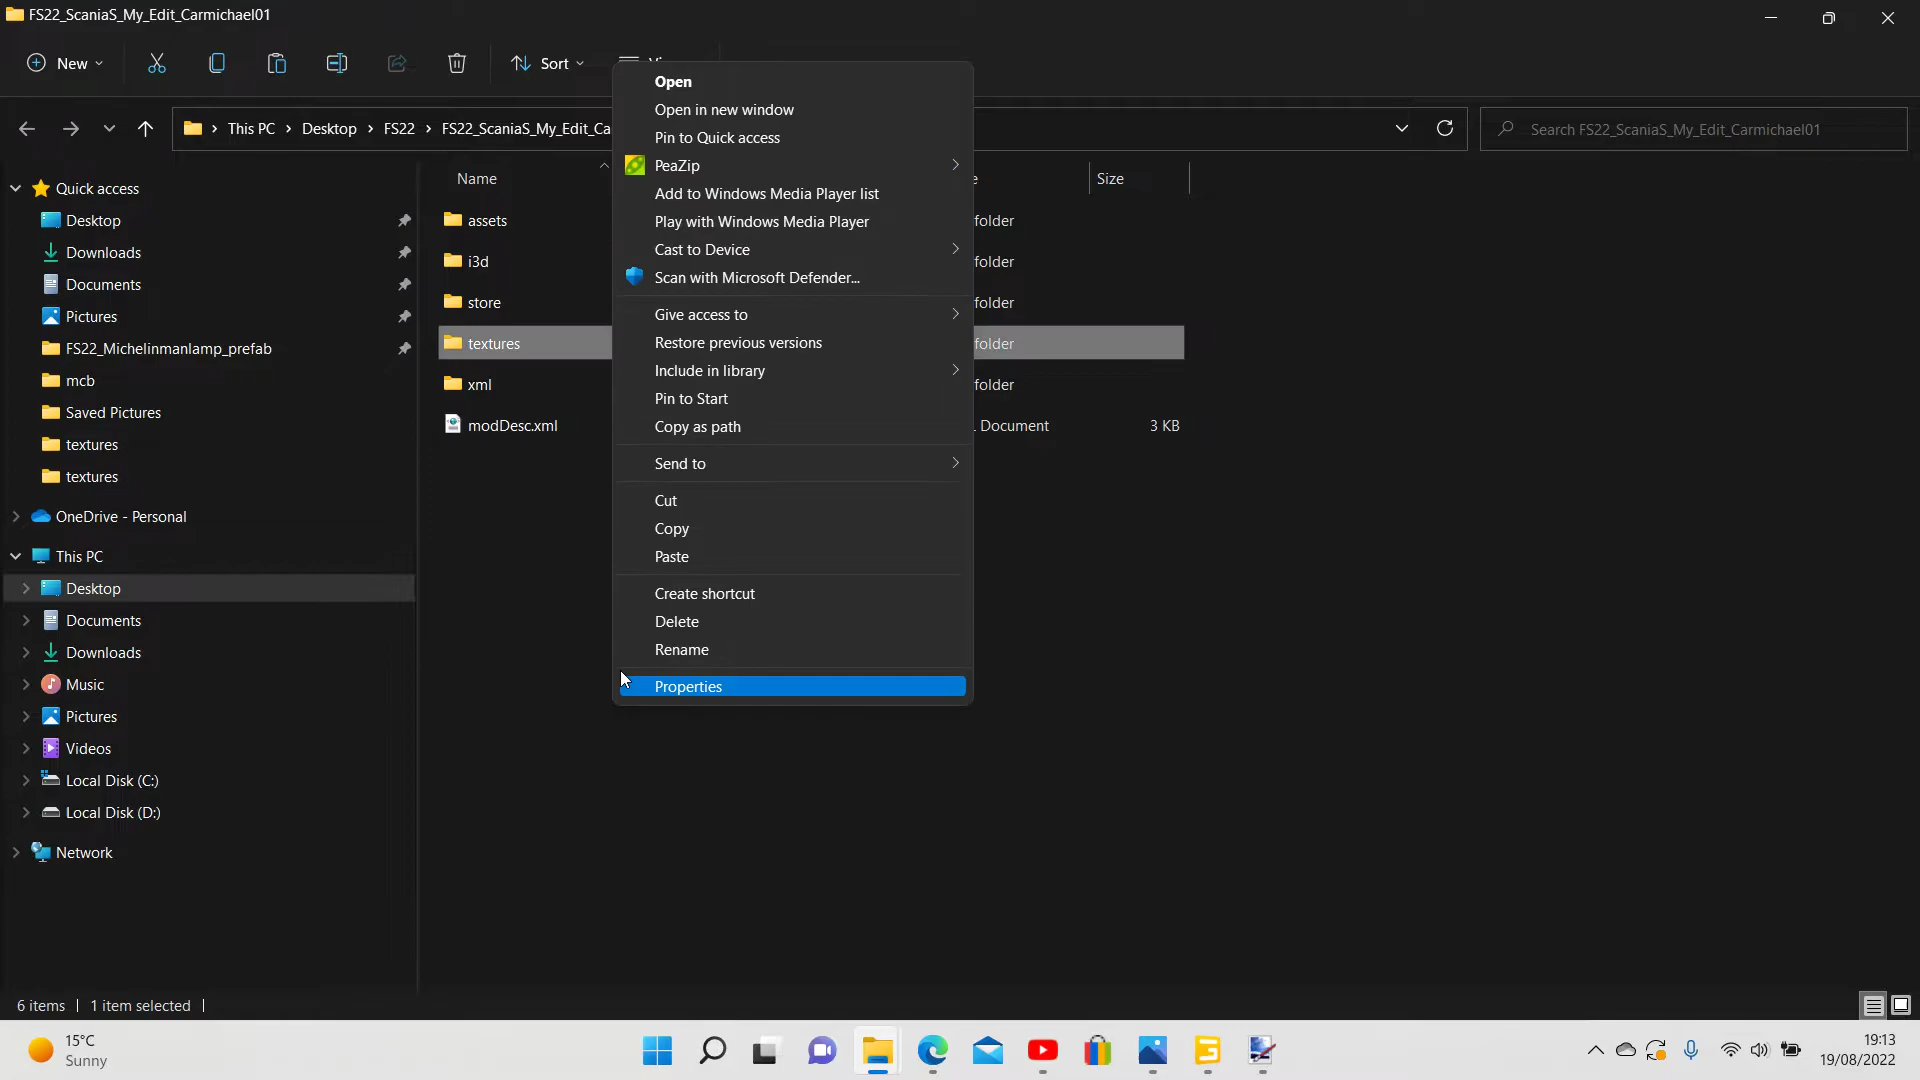 FS22_ScaniaS_My_Edit_Carmichael01
New
Sort
This PC
Desktop
FS22
FS22_ScaniaS_My_Edit_Ca
Search FS22_ScaniaS_My_Edit_Carmichael01
Quick access
Desktop
Downloads
Documents
Pictures
FS22_Michelinmanlamp_prefab
mcb
Saved Pictures
textures
textures
OneDrive - Personal
This PC
Desktop
Documents
Downloads
Music
Pictures
Videos
Local Disk (C:)
Local Disk (D:)
Network
Name
Size
assets
folder
i3d
folder
store
folder
textures
folder
xml
folder
modDesc.xml
Document
3 KB
Open
Open in new window
Pin to Quick access
PeaZip
Add to Windows Media Player list
Play with Windows Media Player
Cast to Device
Scan with Microsoft Defender...
Give access to
Restore previous versions
Include in library
Pin to Start
Copy as path
Send to
Cut
Copy
Paste
Create shortcut
Delete
Rename
Properties
6 items
1 item selected
15°C
Sunny
19:13
19/08/2022